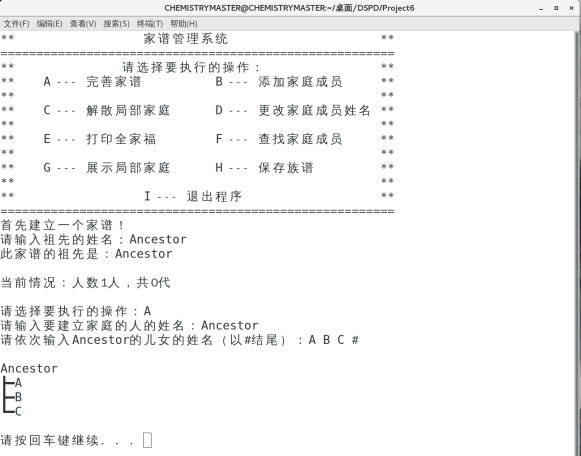 CHEMISTRYMASTER@CHEMISTRYMASTER:~/桌面/DSPD/Project6
文件(F) 编辑(E) 查看(V) 搜索(S) 终端(T) 帮助(H)
** 家谱管理系统 **
=====================================================
** 请选择要执行的操作： **
** A --- 完善家谱 B --- 添加家庭成员 **
** **
** C --- 解散局部家庭 D --- 更改家庭成员姓名 **
** **
** E --- 打印全家福 F --- 查找家庭成员 **
** **
** G --- 展示局部家庭 H --- 保存族谱 **
** **
** I --- 退出程序 **
=====================================================
首先建立一个家谱！
请输入祖先的姓名：Ancestor
此家谱的祖先是：Ancestor
当前情况：人数1人，共0代
请选择要执行的操作：A
请输入要建立家庭的人的姓名：Ancestor
请依次输入Ancestor的儿女的姓名（以#结尾）：A B C #
Ancestor
┣━A
┣━B
┗━C
请按回车键继续. . .